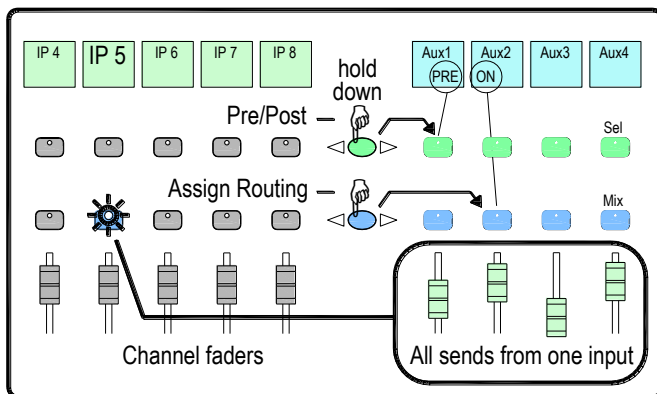 IP 4 IP 5 IP 6 IP 7 IP 8
Aux1 Aux2 Aux3 Aux4
PRE ON
hold
down
Pre/Post
Sel
Assign Routing
Mix
Channel faders
All sends from one input